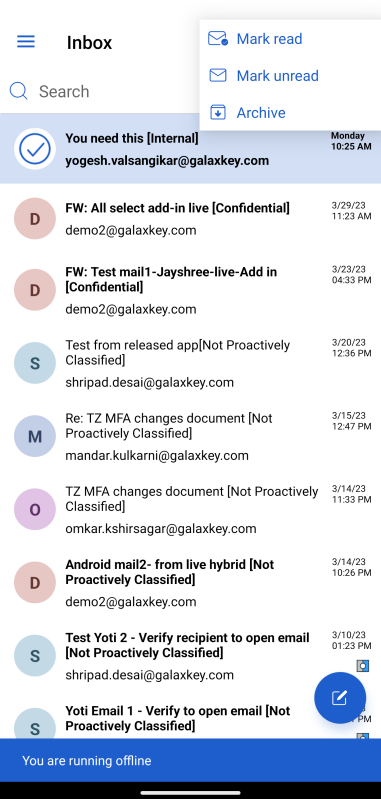 Inbox
Mark read
Mark unread
Archive
Search
You need this [Internal]
Monday
10:25 AM
yogesh.valsangikar@galaxkey.com
D
FW: All select add-in live [Confidential]
3/29/23
11:23 AM
demo2@galaxkey.com
D
FW: Test mail1-Jayshree-live-Add in
[Confidential]
3/23/23
04:33 PM
demo2@galaxkey.com
S
Test from released app[Not Proactively
Classified]
3/20/23
12:36 PM
shripad.desai@galaxkey.com
M
Re: TZ MFA changes document [Not
Proactively Classified]
3/15/23
12:47 PM
mandar.kulkarni@galaxkey.com
O
TZ MFA changes document [Not Proactively
Classified]
3/14/23
11:33 PM
omkar.kshirsagar@galaxkey.com
D
Android mail2- from live hybrid [Not
Proactively Classified]
3/14/23
10:26 PM
demo2@galaxkey.com
S
Test Yoti 2 - Verify recipient to open email
[Not Proactively Classified]
3/10/23
01:23 PM
shripad.desai@galaxkey.com
S
Yoti Email 1 - Verify to open email [Not
Proactively Classified]
PM
You are running offline